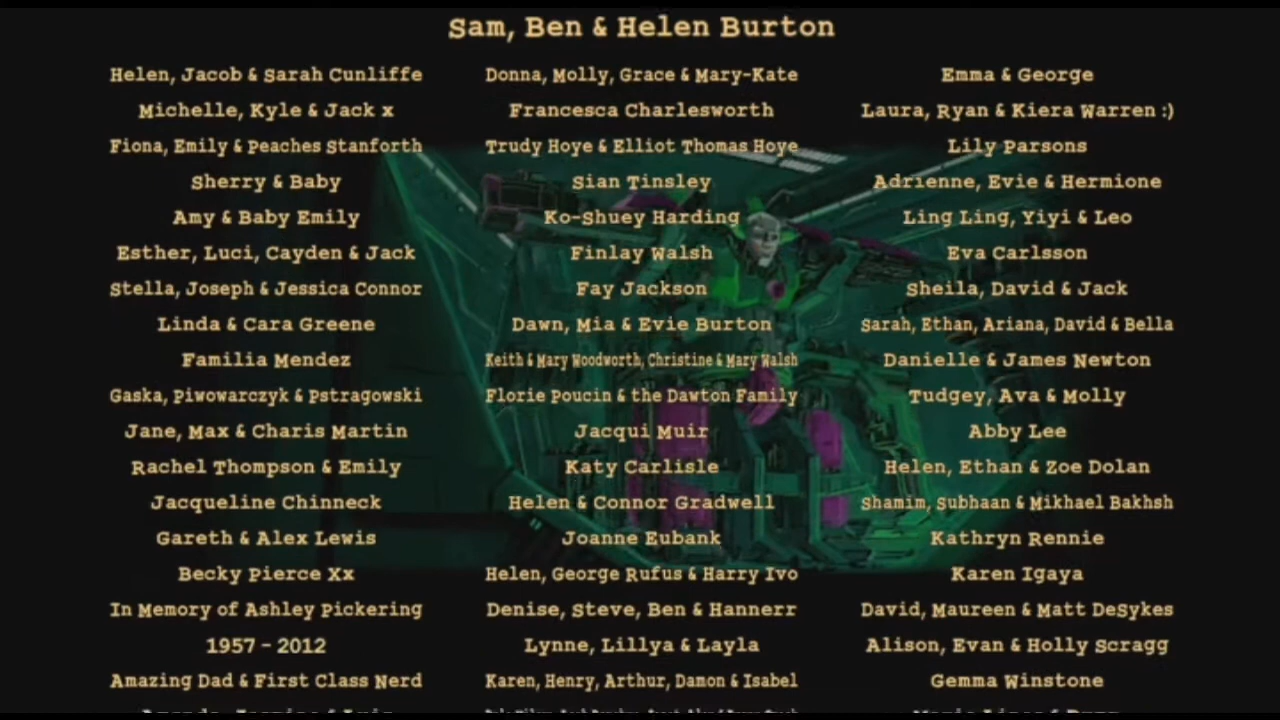 Sam, Ben & Helen Burton
Helen, Jacob & Sarah Cunliffe
Michelle, Kyle & Jack x
Fiona, Emily & Peaches Stanforth
Sherry & Baby
Amy & Baby Emily
Esther, Luci, Cayden & Jack
Stella, Joseph & Jessica Connor
Linda & Cara Greene
Familia Mendez
Gaska, Piwowarczyk & Pstragowski
Jane, Max & Charis Martin
Rachel Thompson & Emily
Jacqueline Chinneck
Gareth & Alex Lewis
Becky Pierce Xx
In Memory of Ashley Pickering
1957 - 2012
Amazing Dad & First Class Nerd
Donna, Molly, Grace & Mary-Kate
Francesca Charlesworth
Trudy Hoye & Elliot Thomas Hoye
Sian Tinsley
Ko-Shuey Harding
Finlay Walsh
Fay Jackson
Dawn, Mia & Evie Burton
Keith & Mary Woodworth, Christine & Mary Walsh
Florie Poucin & the Dawton Family
Jacqui Muir
Katy Carlisle
Helen & Connor Gradwell
Joanne Eubank
Helen, George Rufus & Harry Ivo
Denise, Steve, Ben & Hannerr
Lynne, Lillya & Layla
Karen, Henry, Arthur, Damon & Isabel
Emma & George
Laura, Ryan & Kiera Warren :)
Lily Parsons
Adrienne, Evie & Hermione
Ling Ling, Yiyi & Leo
Eva Carlsson
Sheila, David & Jack
Sarah, Ethan, Ariana, David & Bella
Danielle & James Newton
Tudgey, Ava & Molly
Abby Lee
Helen, Ethan & Zoe Dolan
Shamim, Subhaan & Mikhael Bakhsh
Kathryn Rennie
Karen Igaya
David, Maureen & Matt DeSykes
Alison, Evan & Holly Scragg
Gemma Winstone